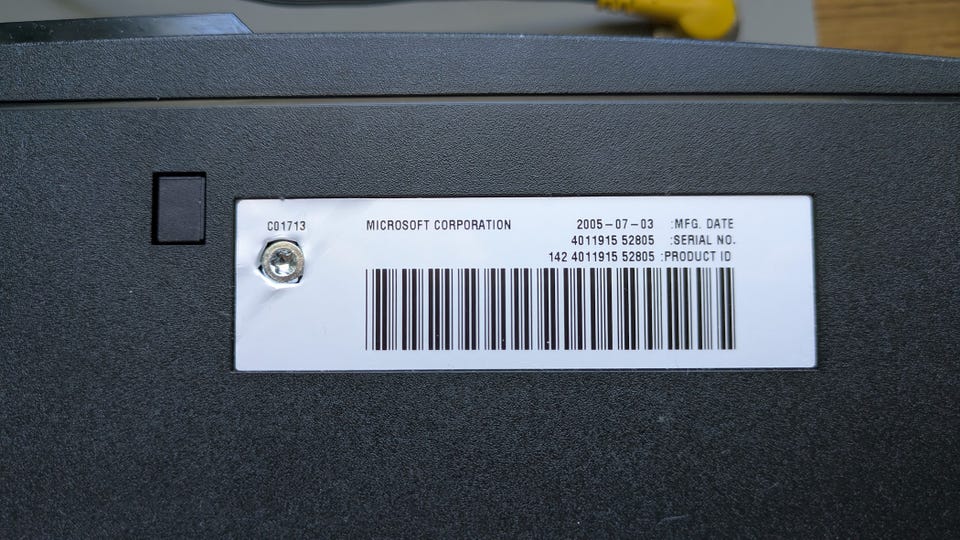 C01713
MICROSOFT CORPORATION
2005-07-03 :MFG. DATE
4011915 52805 :SERIAL NO.
142 4011915 52805 :PRODUCT ID